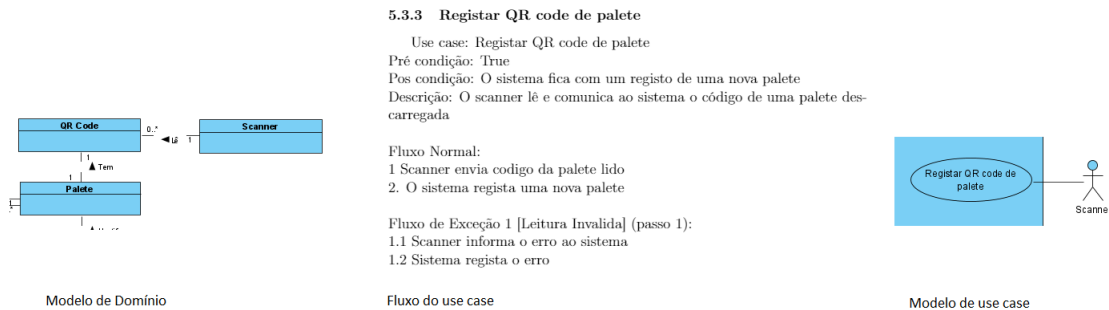 5.3.3 Registar QR code de palete
Use case: Registar QR code de palete
Pré condição: True
Pos condição: O sistema fica com um registo de uma nova palete
Descrição: O scanner lê e comunica ao sistema o código de uma palete des-
carregada
Fluxo Normal:
1 Scanner envia codigo da palete lido
2. O sistema regista uma nova palete
Fluxo de Exceção 1 [Leitura Invalida] (passo 1):
1.1 Scanner informa o erro ao sistema
1.2 Sistema regista o erro
QR Code
0..*
Lê
1
Scanner
1
Tem
1
Palete
1
1
Registar QR code de
palete
Scanne
Modelo de Domínio
Fluxo do use case
Modelo de use case